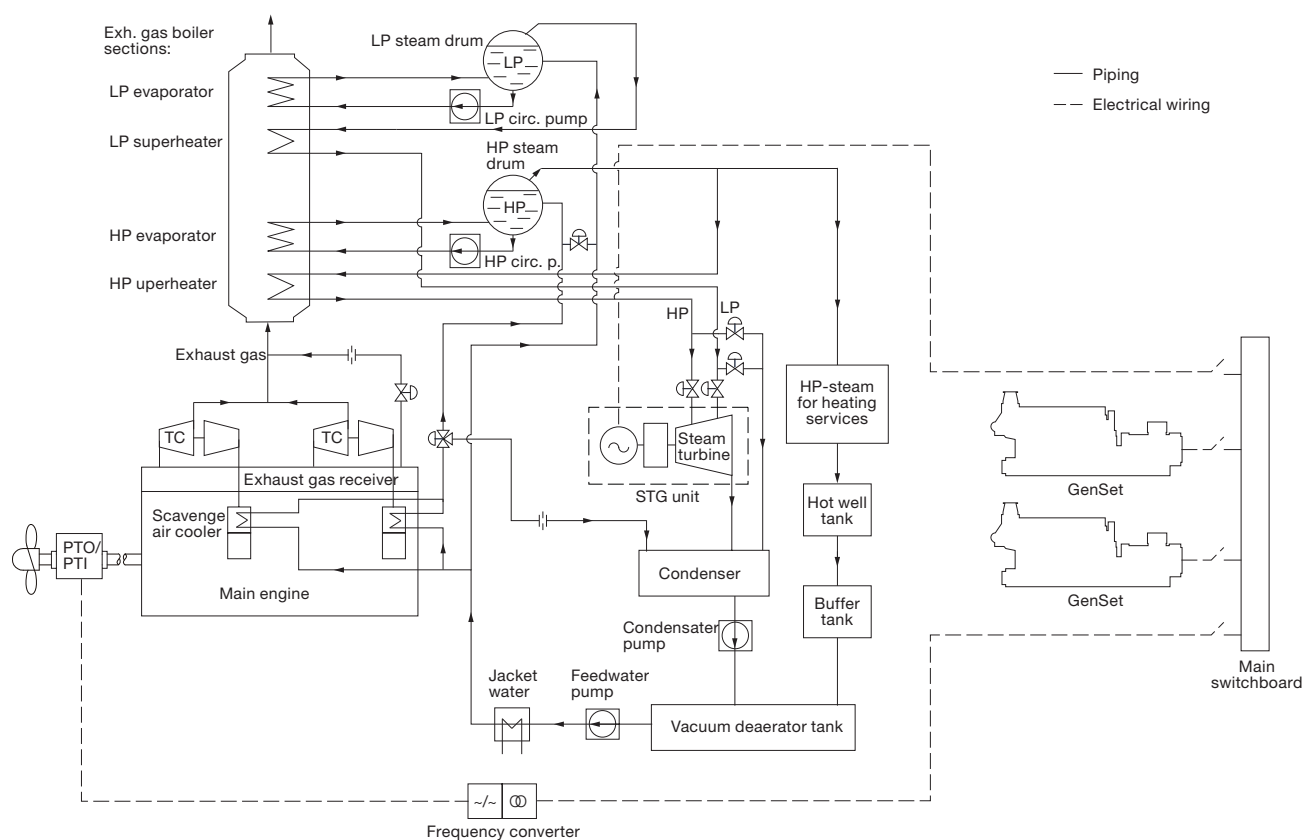 Exh. gas boiler
sections:
LP evaporator
LP superheater
HP evaporator
HP uperheater
LP steam drum
LP
LP circ. pump
HP steam
drum
HP
HP circ. p.
Piping
Electrical wiring
HP
LP
Exhaust gas
TC
TC
Exhaust gas receiver
Scavenge
air cooler
PTO/
PTI
Main engine
Steam
turbine
STG unit
HP-steam
for heating
services
Hot well
tank
Buffer
tank
Condenser
Condensater
pump
Jacket
water
Feedwater
pump
Vacuum deaerator tank
GenSet
GenSet
Main
switchboard
~/~
Frequency converter